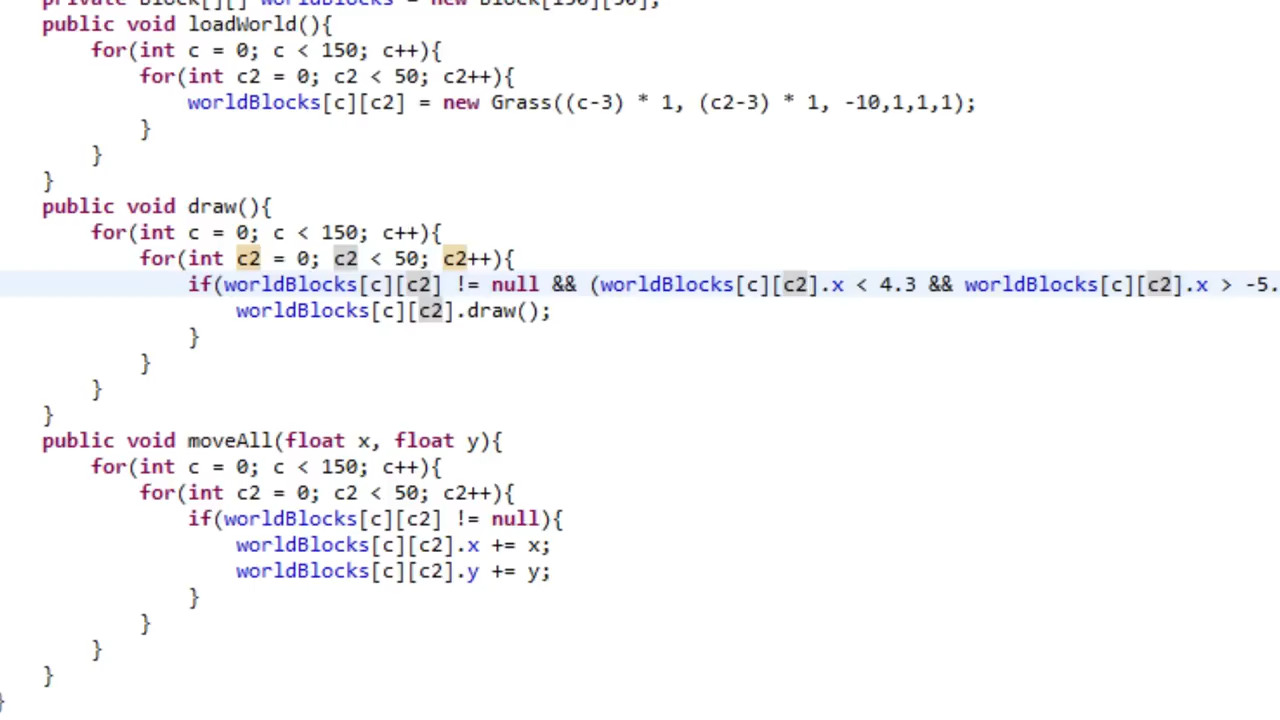 private Block[][] worldBlocks = new Block[150][50];
public void loadWorld(){
for(int c = 0; c < 150; c++){
for(int c2 = 0; c2 < 50; c2++){
worldBlocks[c][c2] = new Grass((c-3) * 1, (c2-3) * 1, -10,1,1,1);
}
}
}
public void draw(){
for(int c = 0; c < 150; c++){
for(int c2 = 0; c2 < 50; c2++){
if(worldBlocks[c][c2] != null && (worldBlocks[c][c2].x < 4.3 && worldBlocks[c][c2].x > -5.
worldBlocks[c][c2].draw();
}
}
}
}
public void moveAll(float x, float y){
for(int c = 0; c < 150; c++){
for(int c2 = 0; c2 < 50; c2++){
if(worldBlocks[c][c2] != null){
worldBlocks[c][c2].x += x;
worldBlocks[c][c2].y += y;
}
}
}
}
}